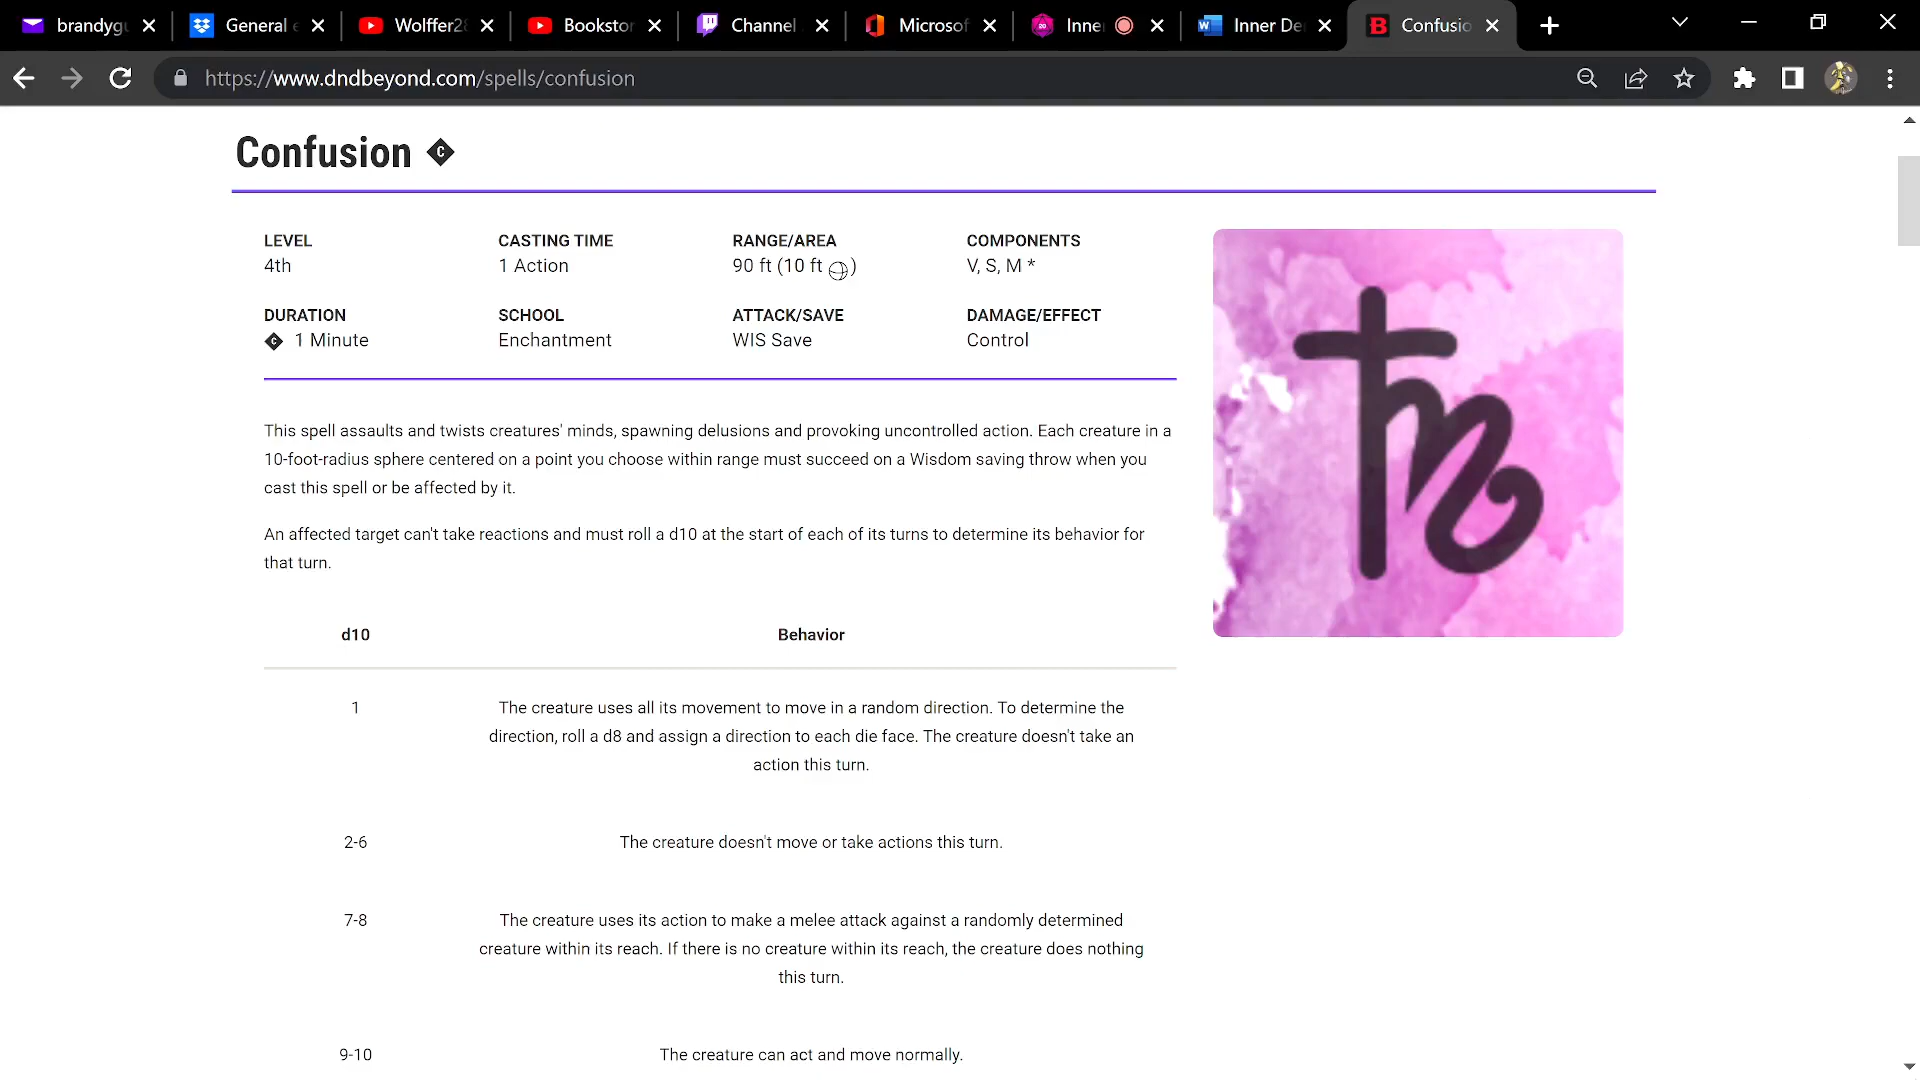 brandygu
General e
Wolffer28
Bookstor
Channel
Microsof
Inne
Inner De
Confusio
https://www.dndbeyond.com/spells/confusion
Confusion
LEVEL
4th
CASTING TIME
1 Action
RANGE/AREA
90 ft (10 ft )
COMPONENTS
V, S, M *
DURATION
1 Minute
SCHOOL
Enchantment
ATTACK/SAVE
WIS Save
DAMAGE/EFFECT
Control
This spell assaults and twists creatures' minds, spawning delusions and provoking uncontrolled action. Each creature in a
10-foot-radius sphere centered on a point you choose within range must succeed on a Wisdom saving throw when you
cast this spell or be affected by it.
An affected target can't take reactions and must roll a d10 at the start of each of its turns to determine its behavior for
that turn.
d10 Behavior
1
The creature uses all its movement to move in a random direction. To determine the
direction, roll a d8 and assign a direction to each die face. The creature doesn't take an
action this turn.
2-6 The creature doesn't move or take actions this turn.
7-8
The creature uses its action to make a melee attack against a randomly determined
creature within its reach. If there is no creature within its reach, the creature does nothing
this turn.
9-10 The creature can act and move normally.